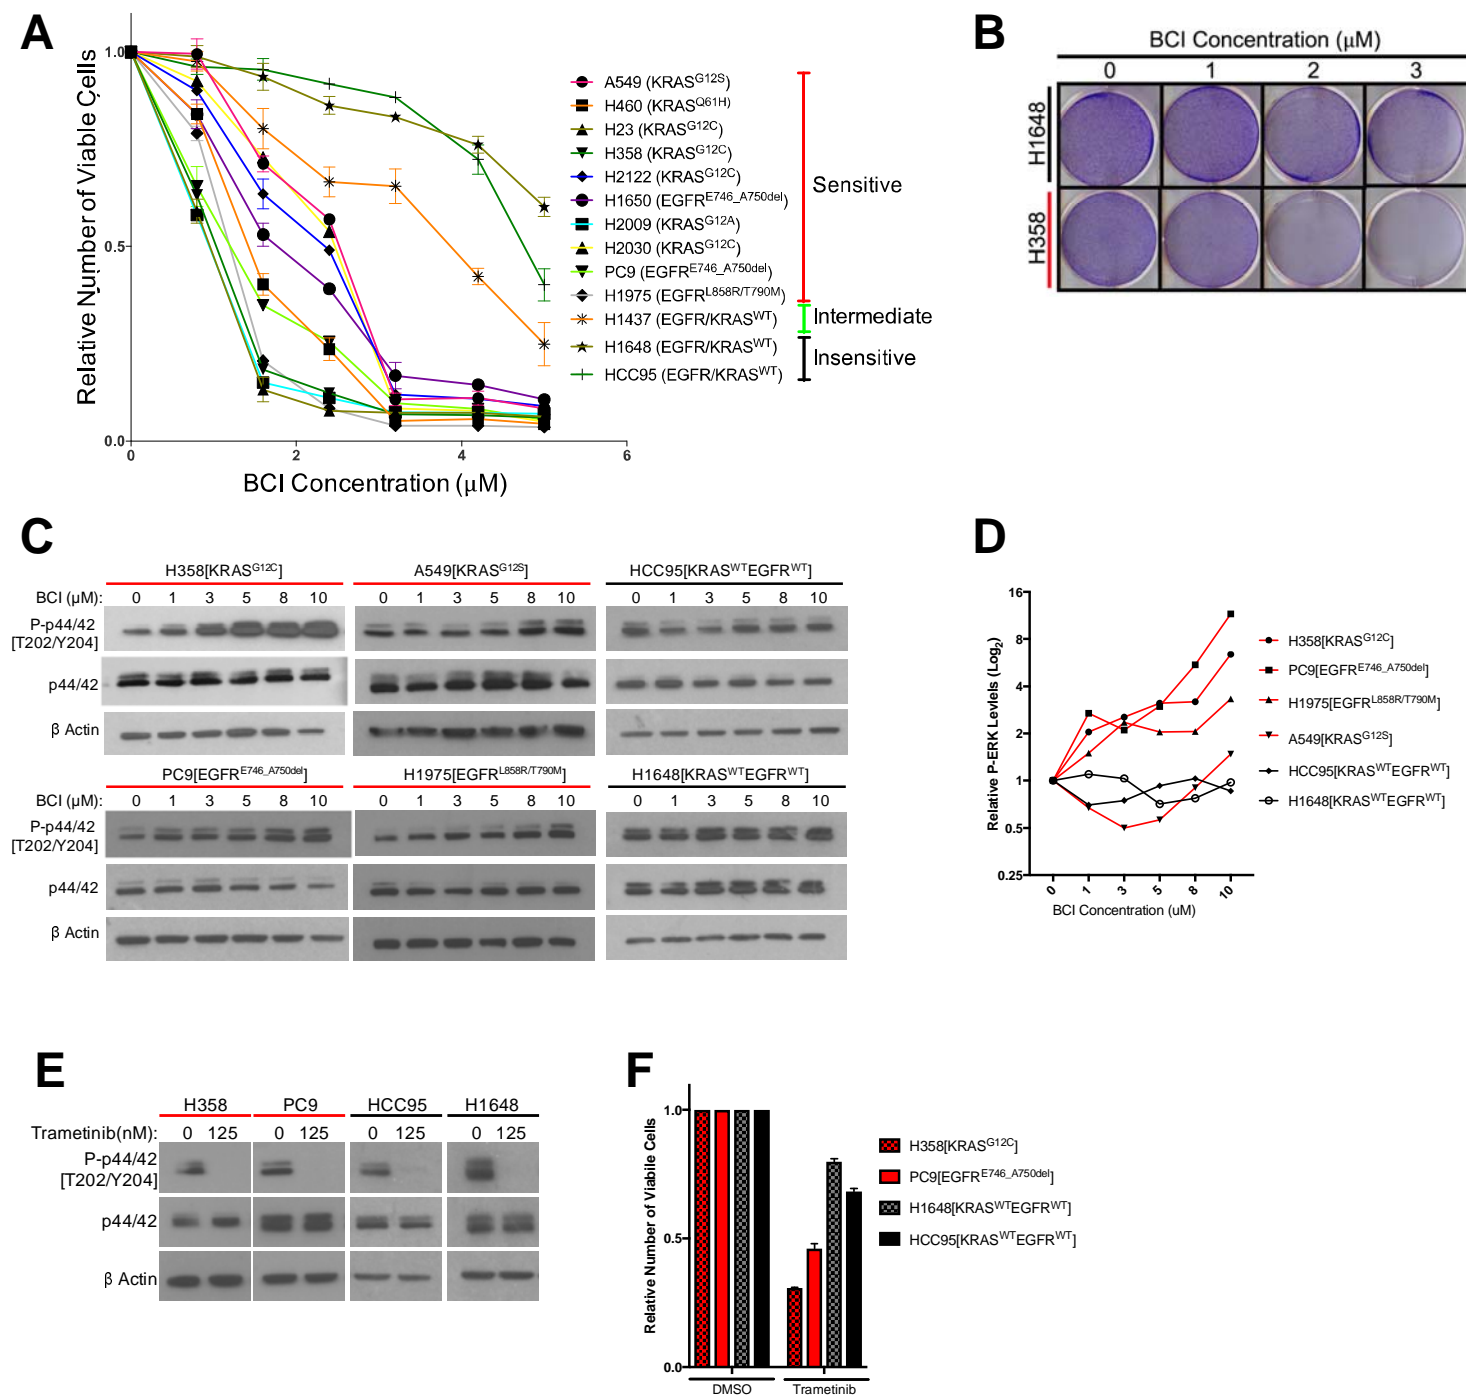 A
Relative Number of Viable Cells
1.0
0.5
0.0
0 2 4 6
BCI Concentration (μM)
A549 (KRASG12S)
H460 (KRASQ61H)
H23 (KRASG12C)
H358 (KRASG12C)
H2122 (KRASG12C)
H1650 (EGFRE746_A750del)
H2009 (KRASG12A)
H2030 (KRASG12C)
PC9 (EGFRE746_A750del)
H1975 (EGFRL858R/T790M)
H1437 (EGFR/KRASWT)
H1648 (EGFR/KRASWT)
HCC95 (EGFR/KRASWT)
Sensitive
Intermediate
Insensitive
B
BCI Concentration (μM)
0 1 2 3
H1648
H358
C
H358[KRASG12C] A549[KRASG12S] HCC95[KRASWTEGFRWT]
BCI (μM): 0 1 3 5 8 10 0 1 3 5 8 10 0 1 3 5 8 10
P-p44/42
[T202/Y204]
p44/42
β Actin
PC9[EGFRE746_A750del] H1975[EGFRL858R/T790M] H1648[KRASWTEGFRWT]
BCI (μM): 0 1 3 5 8 10 0 1 3 5 8 10 0 1 3 5 8 10
P-p44/42
[T202/Y204]
p44/42
β Actin
D
Relative P-ERK Levlels (Log2)
16
8
4
2
1
0.5
0.25
0 1 3 5 8 10
BCI Concentration (uM)
H358[KRASG12C]
PC9[EGFRE746_A750del]
H1975[EGFRL858R/T790M]
A549[KRASG12S]
HCC95[KRASWTEGFRWT]
H1648[KRASWTEGFRWT]
E
H358 PC9 HCC95 H1648
Trametinib(nM): 0 125 0 125 0 125 0 125
P-p44/42
[T202/Y204]
p44/42
β Actin
F
Relative Number of Viabile Cells
1.0
0.5
0.0
DMSO Trametinib
H358[KRASG12C]
PC9[EGFRE746_A750del]
H1648[KRASWTEGFRWT]
HCC95[KRASWTEGFRWT]